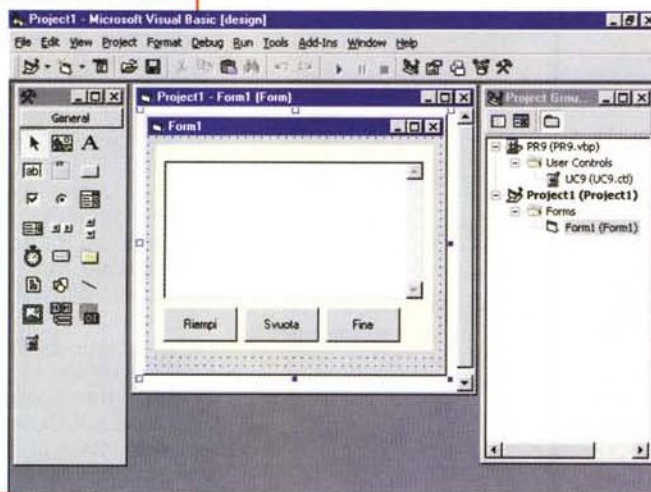 Project1 - Microsoft Visual Basic [design]
File Edit View Project Format Debug Run Tools Add-Ins Window Help
General
A
ab
Project1 - Form1 (Form)
Form1
Riempi Svuota Fine
Project Grou...
PR9 (PR9.vbp)
User Controls
UC9 (UC9.ctl)
Project1 (Project1)
Forms
Form1 (Form1)